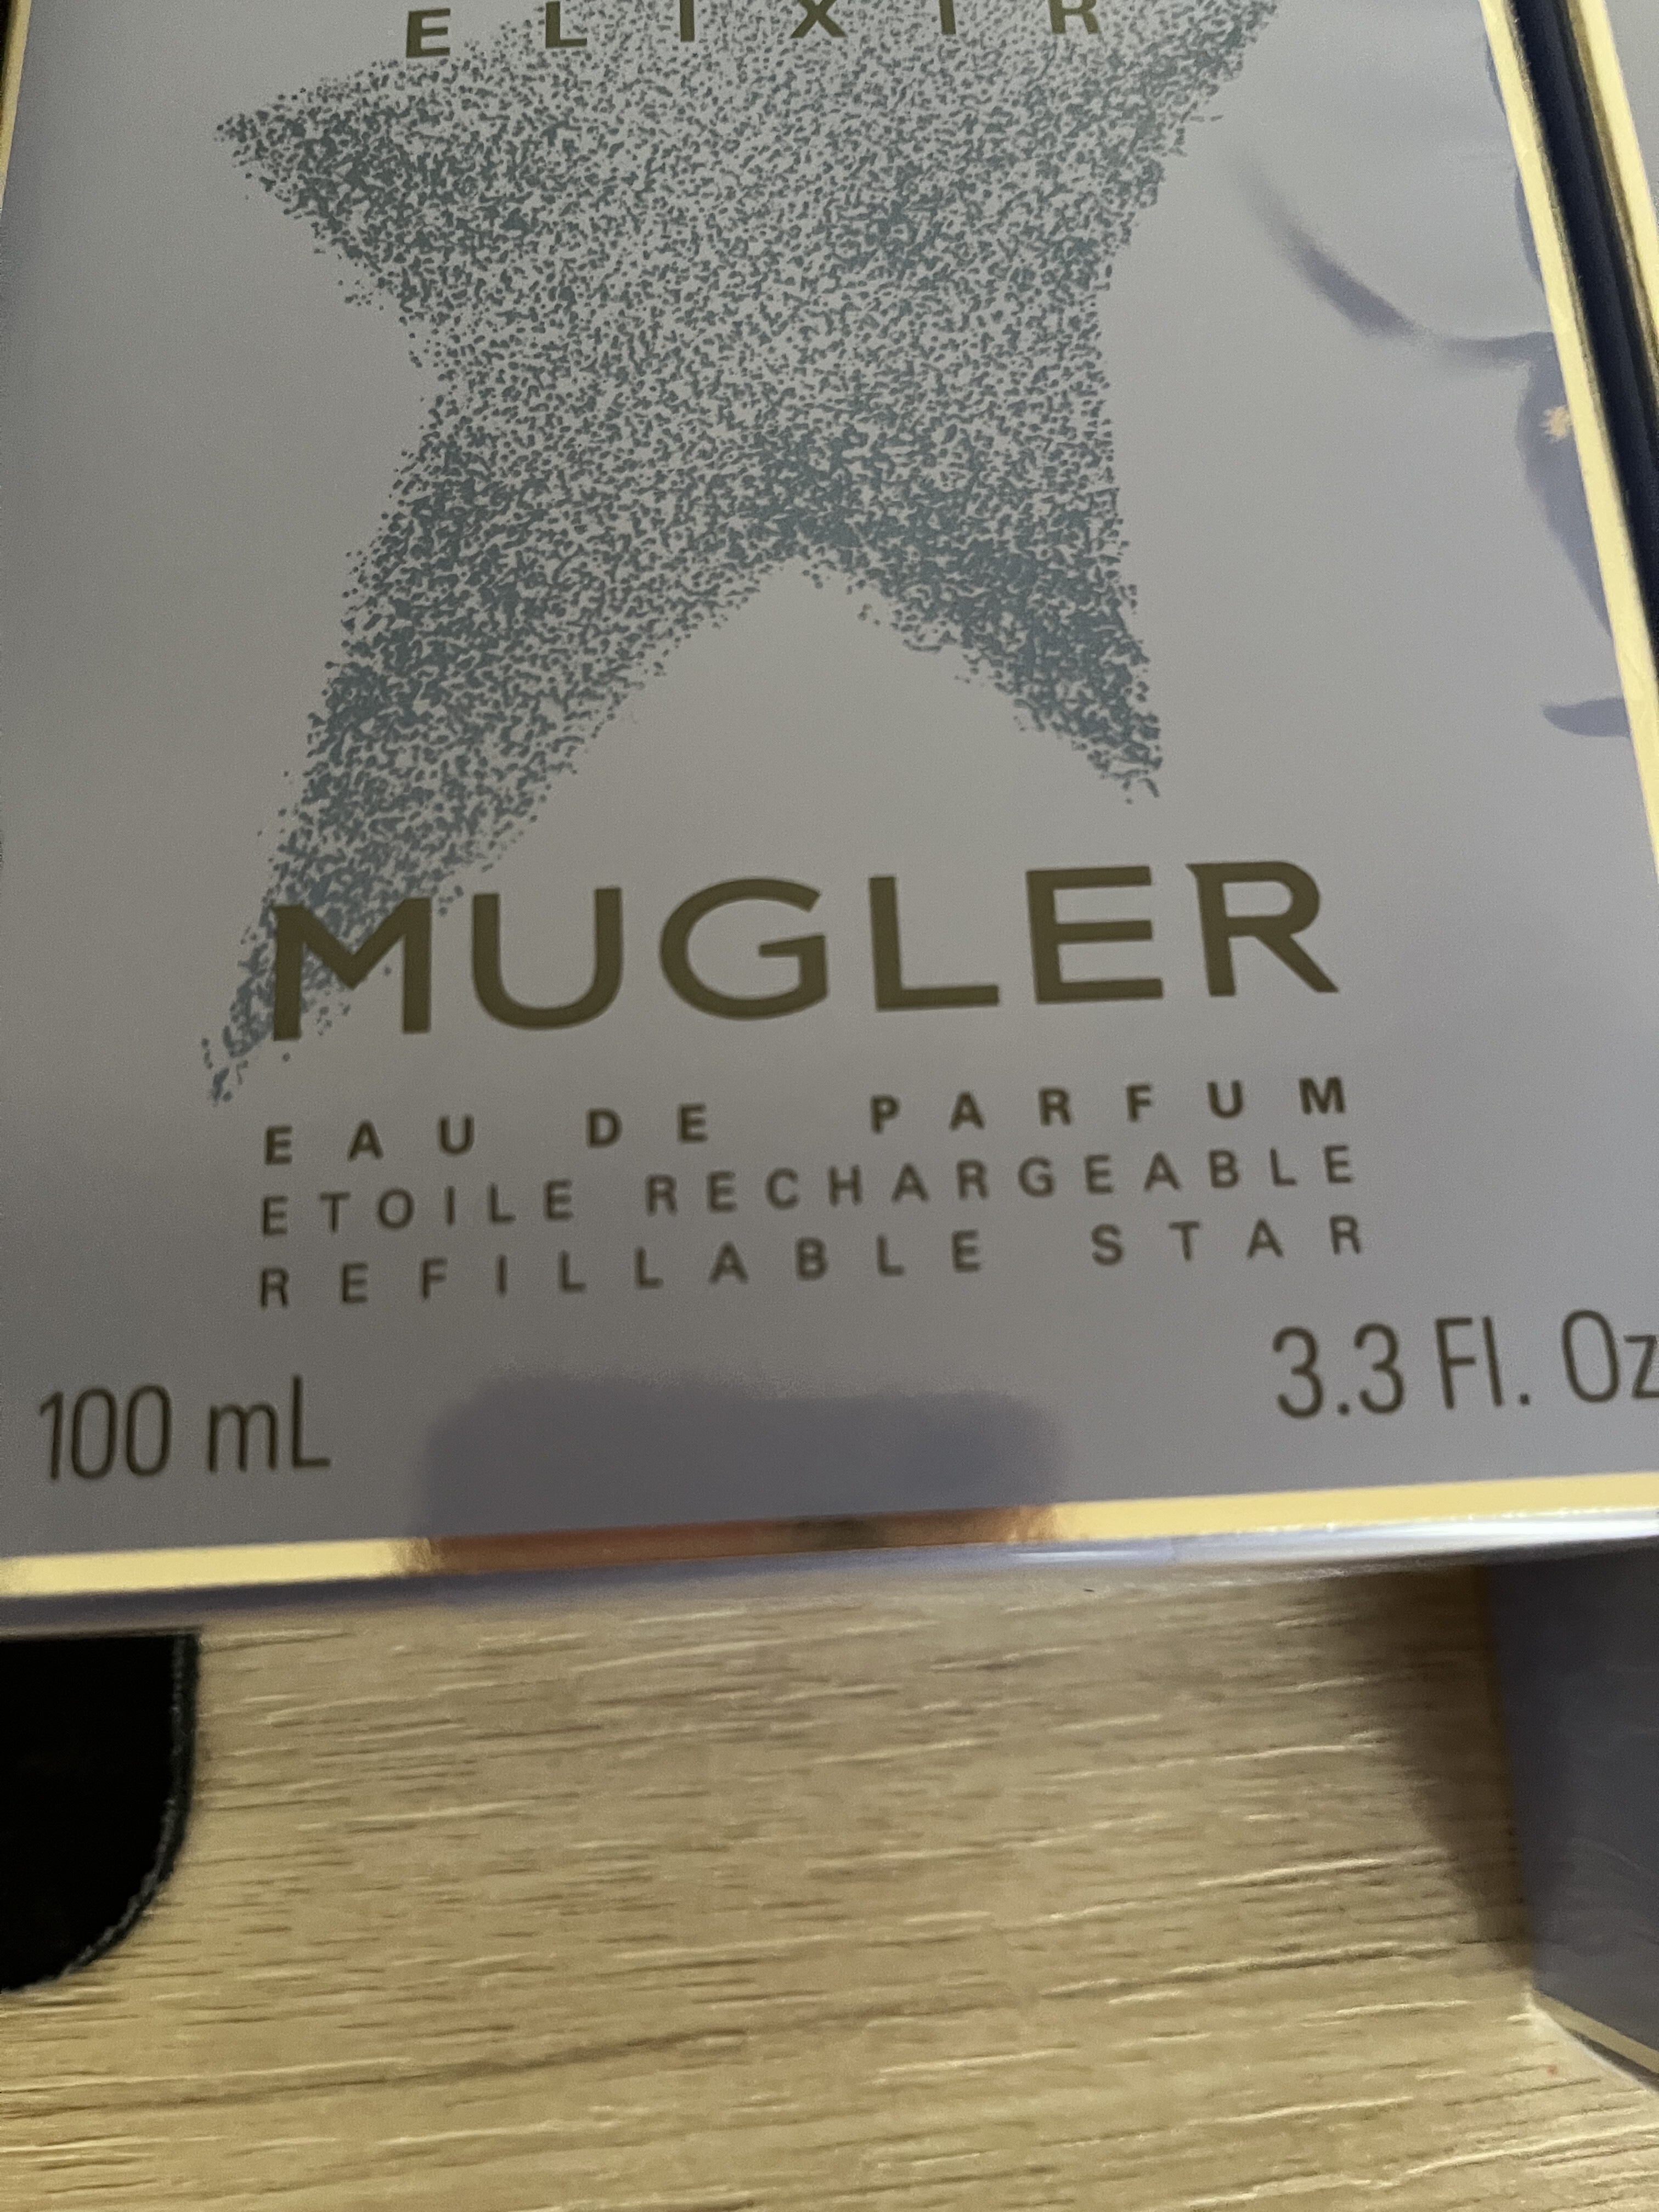 ELIXIR
MUGLER
EAU DE PARFUM
ETOILE RECHARGEABLE
REFILLABLE STAR
100 mL 3.3 Fl. Oz